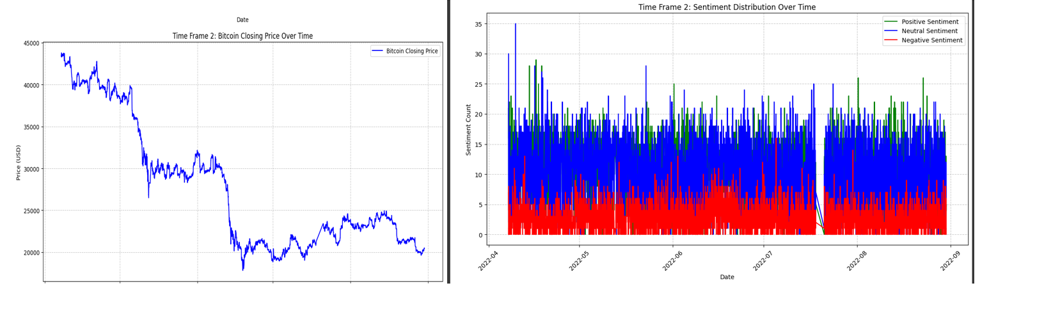 Date
Time Frame 2: Bitcoin Closing Price Over Time
Bitcoin Closing Price
45000
40000
35000
30000
25000
20000
Price (USD)
Time Frame 2: Sentiment Distribution Over Time
Positive Sentiment
Neutral Sentiment
Negative Sentiment
35
30
25
20
15
10
5
0
Sentiment Count
2022-04
2022-05
2022-06
2022-07
2022-08
2022-09
Date